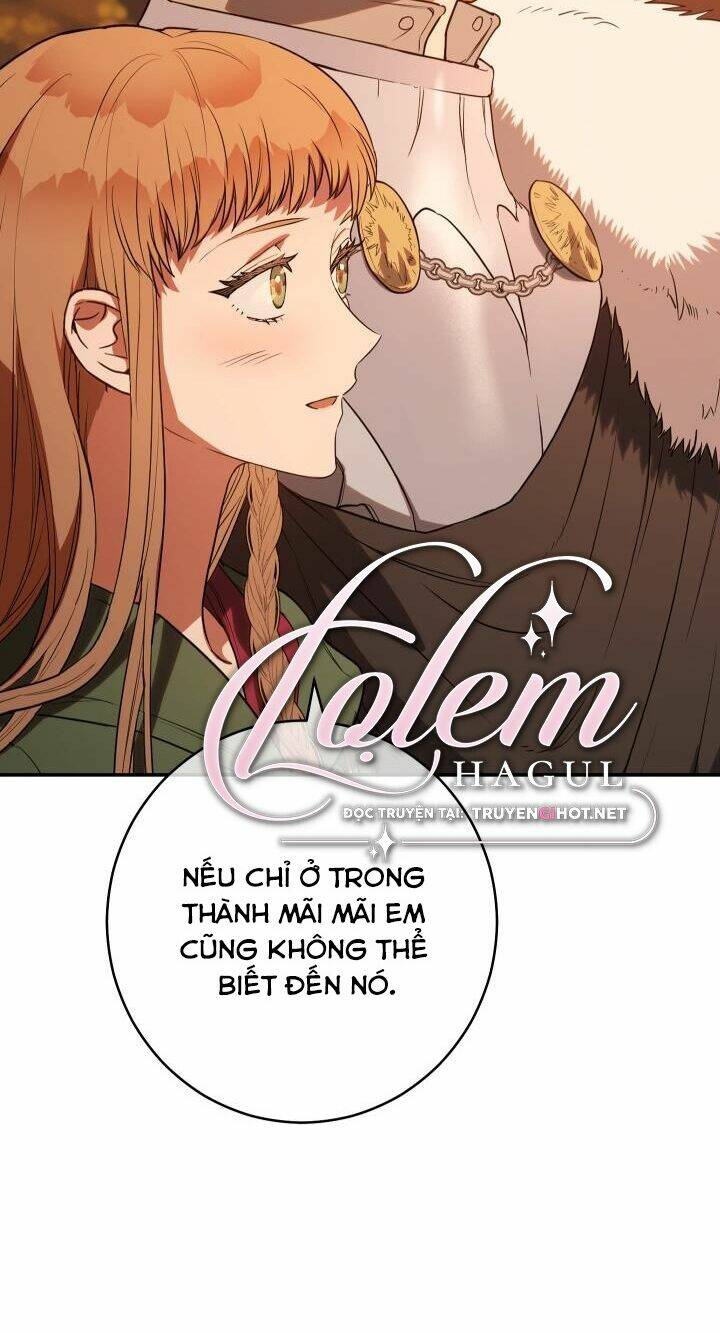 Lọlem
HAGUL
ĐỌC TRUYỆN TẠI: TRUYENGIHOT.NET
NẾU CHỈ Ở TRONG
THÀNH MÃI MÃI EM
CŨNG KHÔNG THỂ
BIẾT ĐẾN NÓ.